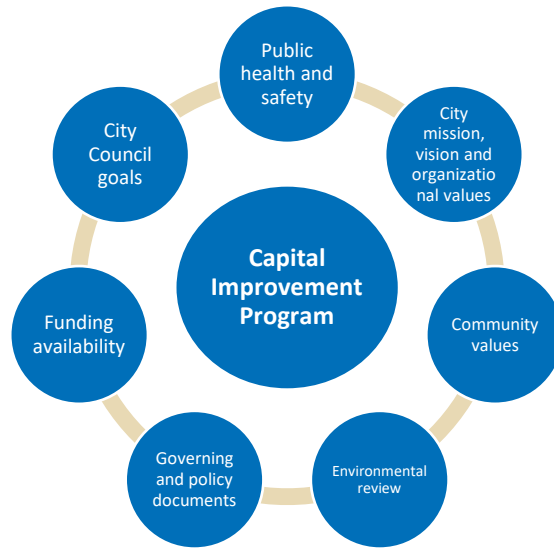 Public
health and
safety
City
mission,
vision and
organizatio
nal values
Community
values
Environmental
review
Governing
and policy
documents
Funding
availability
City
Council
goals
Capital
Improvement
Program